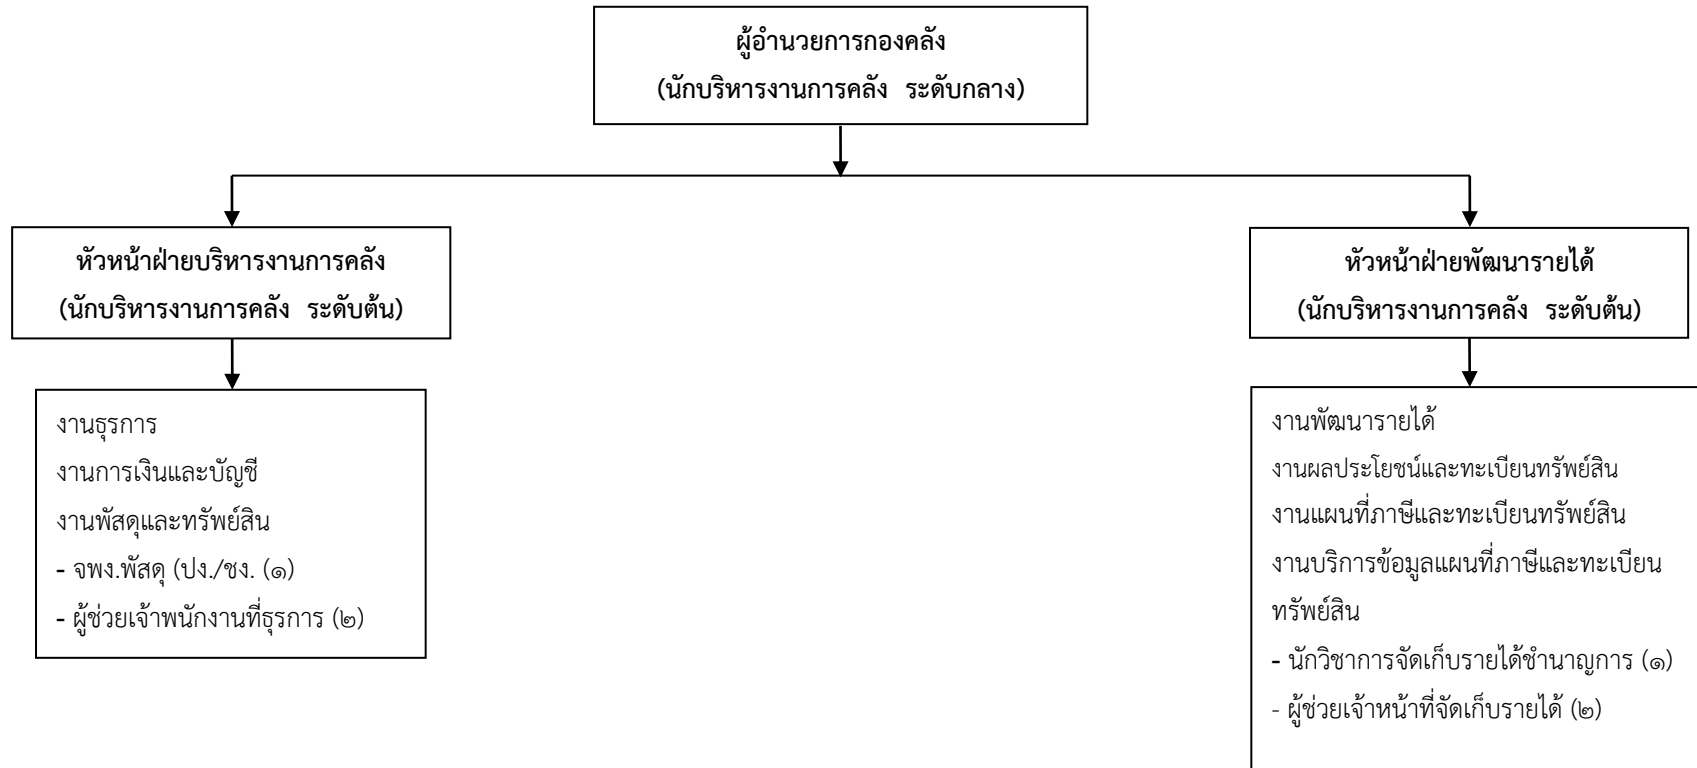 ผู้อำนวยการกองคลัง
(นักบริหารงานการคลัง ระดับกลาง)
หัวหน้าฝ่ายบริหารงานการคลัง
(นักบริหารงานการคลัง ระดับต้น)
งานธุรการ
งานการเงินและบัญชี
งานพัสดุและทรัพย์สิน
- จพง.พัสดุ (ปง./ชง. (๑)
- ผู้ช่วยเจ้าพนักงานที่ธุรการ (๒)
หัวหน้าฝ่ายพัฒนารายได้
(นักบริหารงานการคลัง ระดับต้น)
งานพัฒนารายได้
งานผลประโยชน์และทะเบียนทรัพย์สิน
งานแผนที่ภาษีและทะเบียนทรัพย์สิน
งานบริการข้อมูลแผนที่ภาษีและทะเบียน
ทรัพย์สิน
- นักวิชาการจัดเก็บรายได้ชำนาญการ (๑)
- ผู้ช่วยเจ้าหน้าที่จัดเก็บรายได้ (๒)